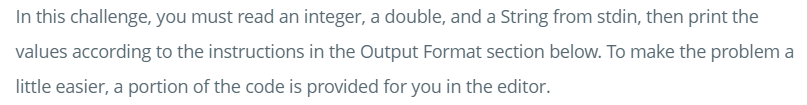 In this challenge, you must read an integer, a double, and a String from stdin, then print the
values according to the instructions in the Output Format section below. To make the problem a
little easier, a portion of the code is provided for you in the editor.